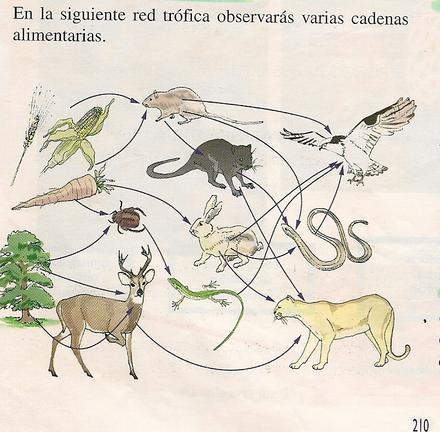 En la siguiente red trófica observarás varias cadenas
alimentarias.
210